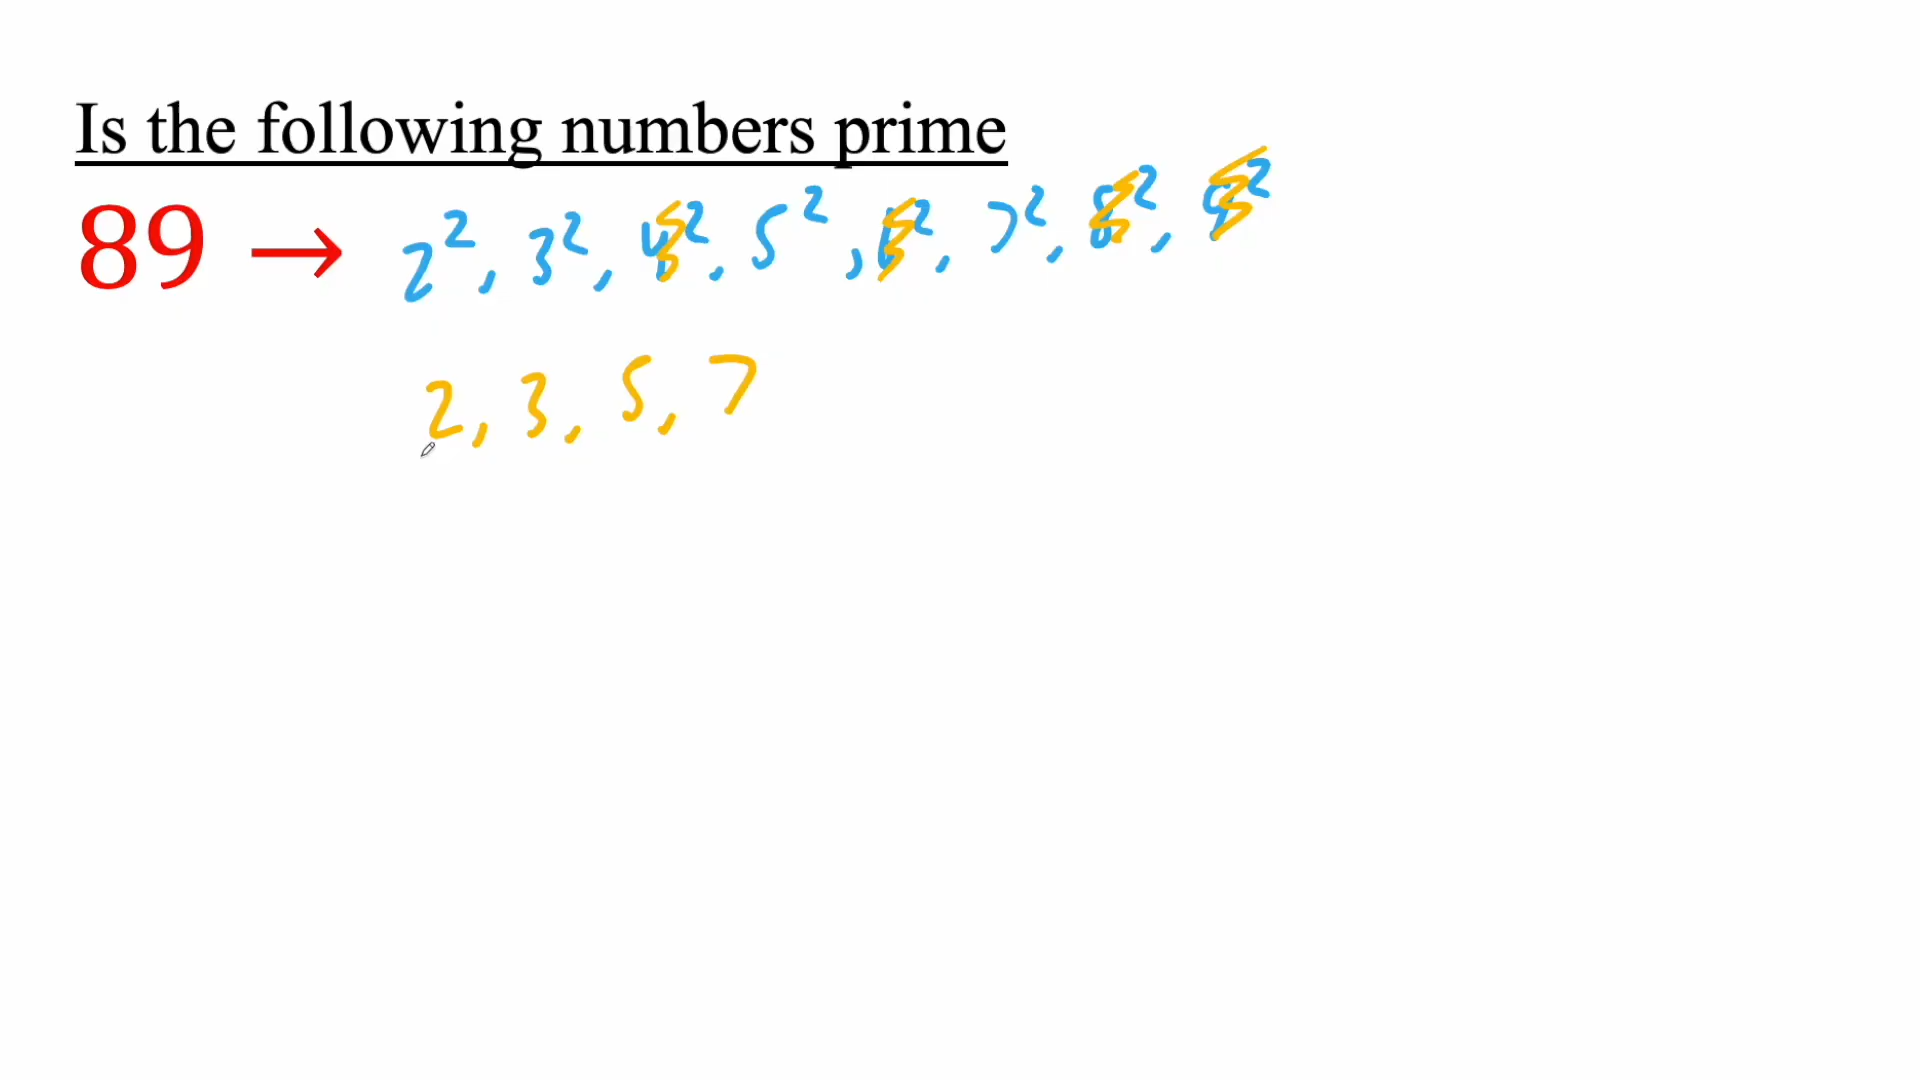 Is the following numbers prime
89 → 2², 3², 4², 5², 6², 7², 8², 9²
2, 3, 5, 7